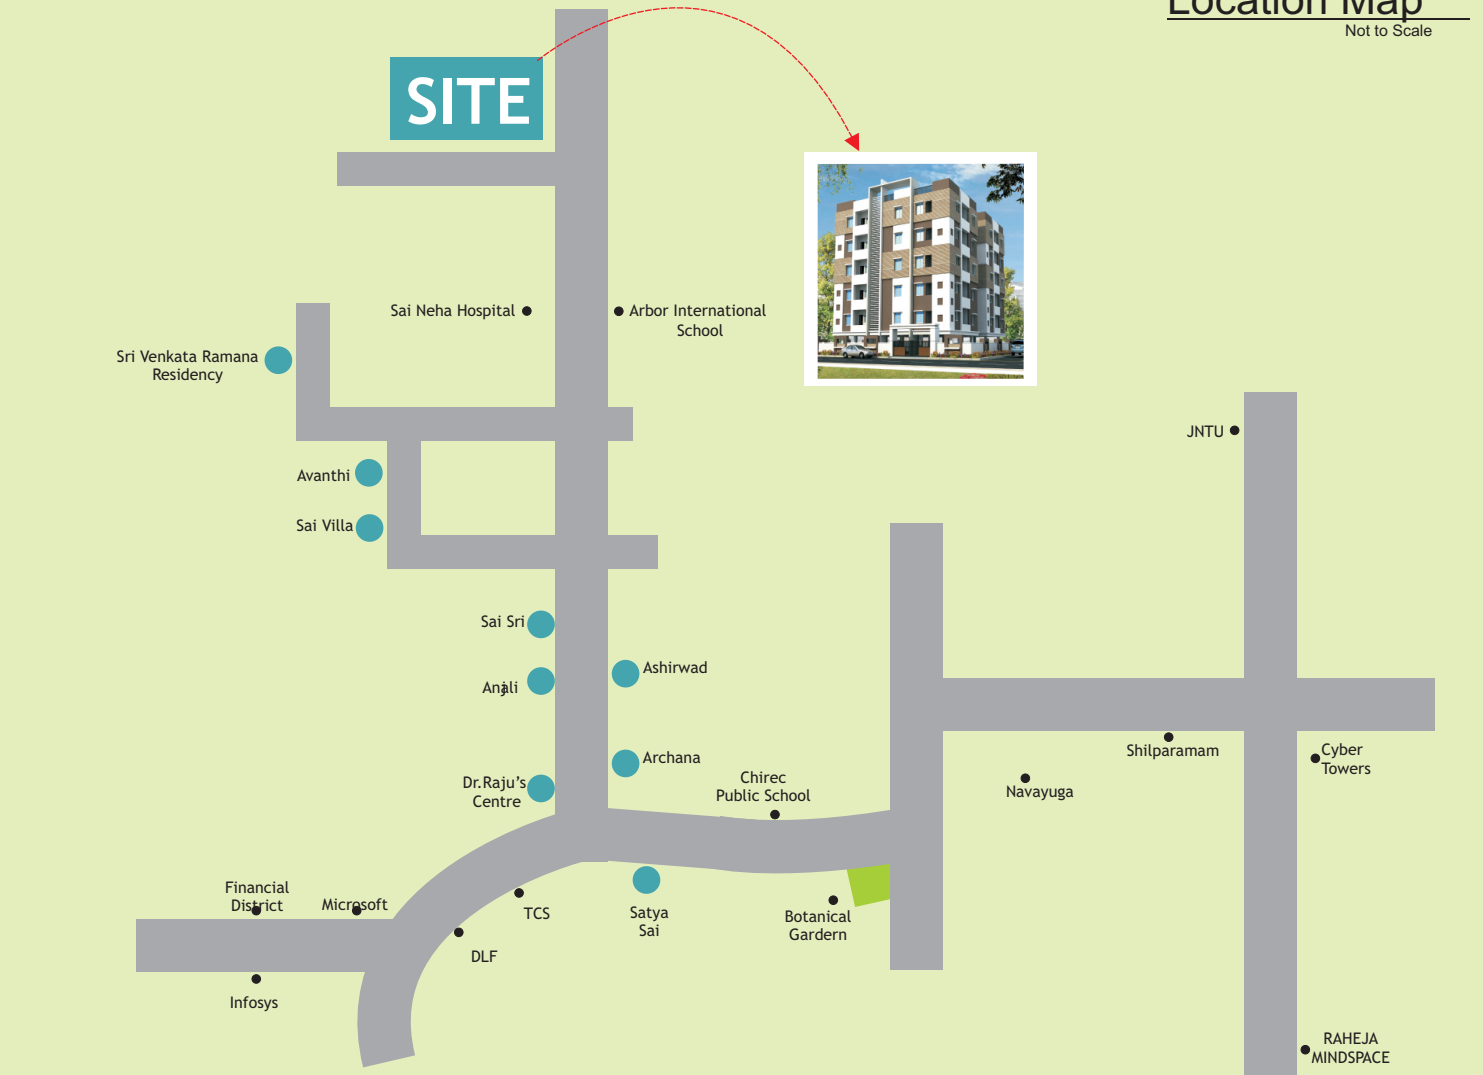 Location Map
Not to Scale
SITE
Sai Neha Hospital
Arbor International
School
Sri Venkata Ramana
Residency
JNTU
Avanthi
Sai Villa
Sai Sri
Ashirwad
Anjali
Archana
Shilparamam
Cyber
Towers
Chirec
Public School
Navayuga
Dr.Raju's
Centre
Financial
District
Microsoft
TCS
Satya
Sai
Botanical
Gardern
DLF
Infosys
RAHEJA
MINDSPACE